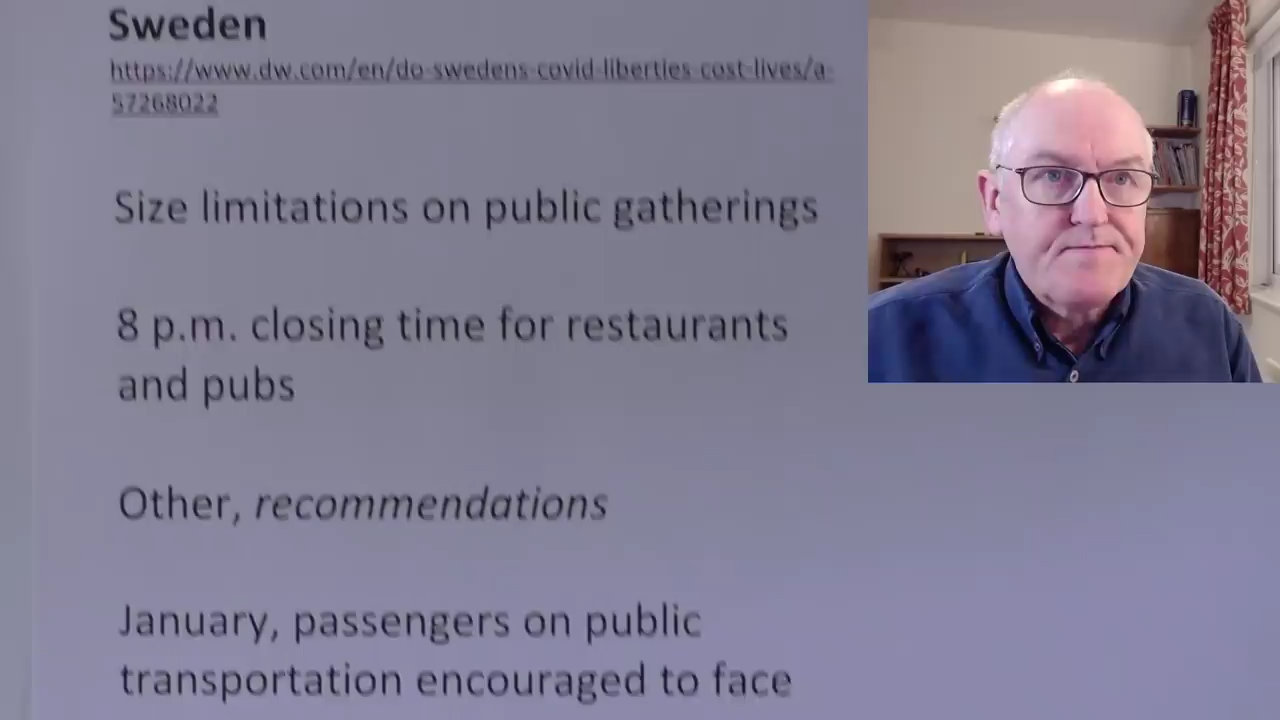 Sweden
https://www.dw.com/en/do-swedens-covid-liberties-cost-lives/a-
57268022
Size limitations on public gatherings
8 p.m. closing time for restaurants
and pubs
Other, recommendations
January, passengers on public
transportation encouraged to face